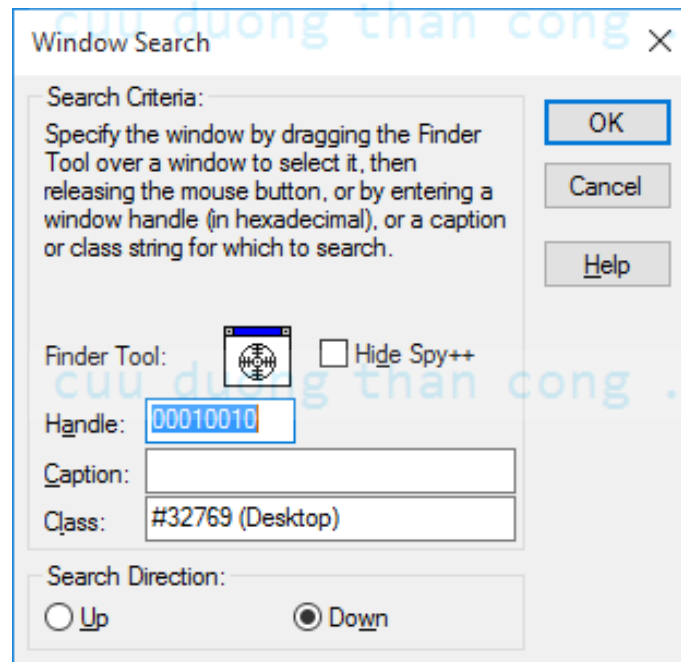 cuu duong than cong .
Window Search
Search Criteria:
Specify the window by dragging the Finder
Tool over a window to select it, then
releasing the mouse button, or by entering a
window handle (in hexadecimal), or a caption
or class string for which to search.
OK
Cancel
Help
Finder Tool:
Hide Spy++
cuu duong than cong .
Handle: 00010010
Caption:
Class: #32769 (Desktop)
Search Direction:
Up Down